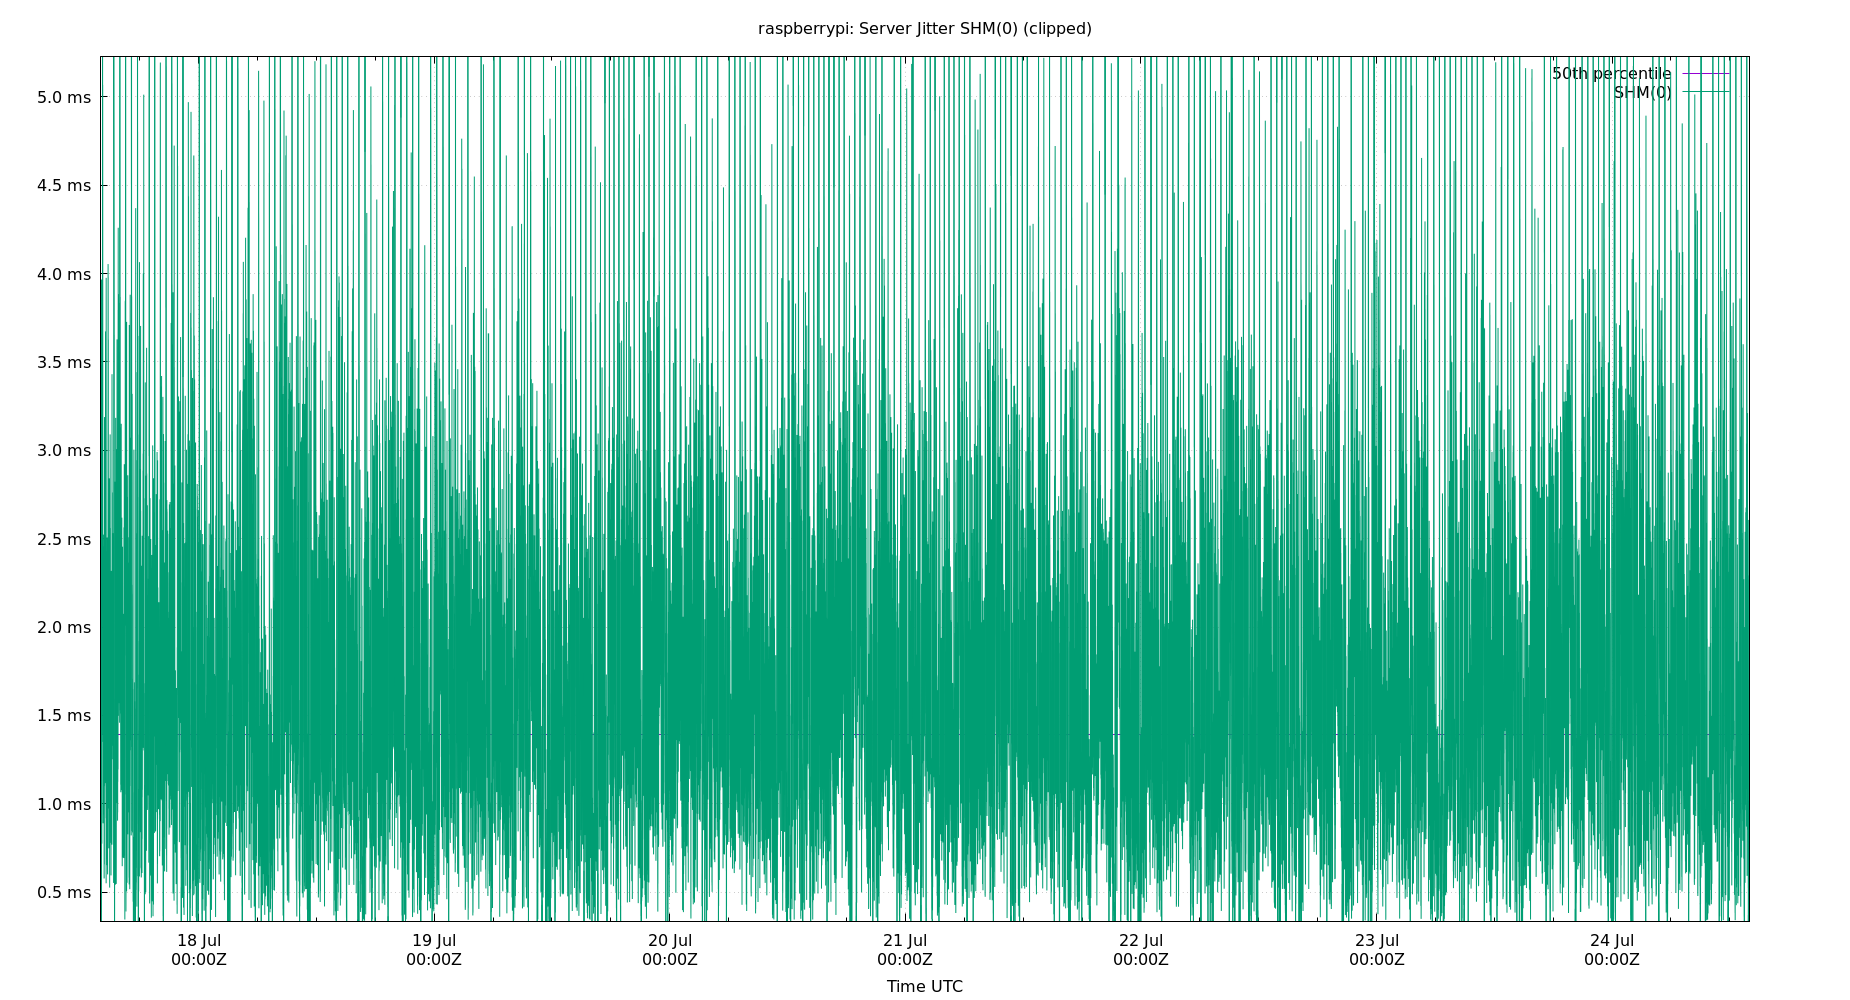 raspberrypi: Server Jitter SHM(0) (clipped)
50th percentile
SHM(0)
5.0 ms
4.5 ms
4.0 ms
3.5 ms
3.0 ms
2.5 ms
2.0 ms
1.5 ms
1.0 ms
0.5 ms
18 Jul 19 Jul 20 Jul 21 Jul 22 Jul 23 Jul 24 Jul
00:00Z 00:00Z 00:00Z 00:00Z 00:00Z 00:00Z 00:00Z
Time UTC